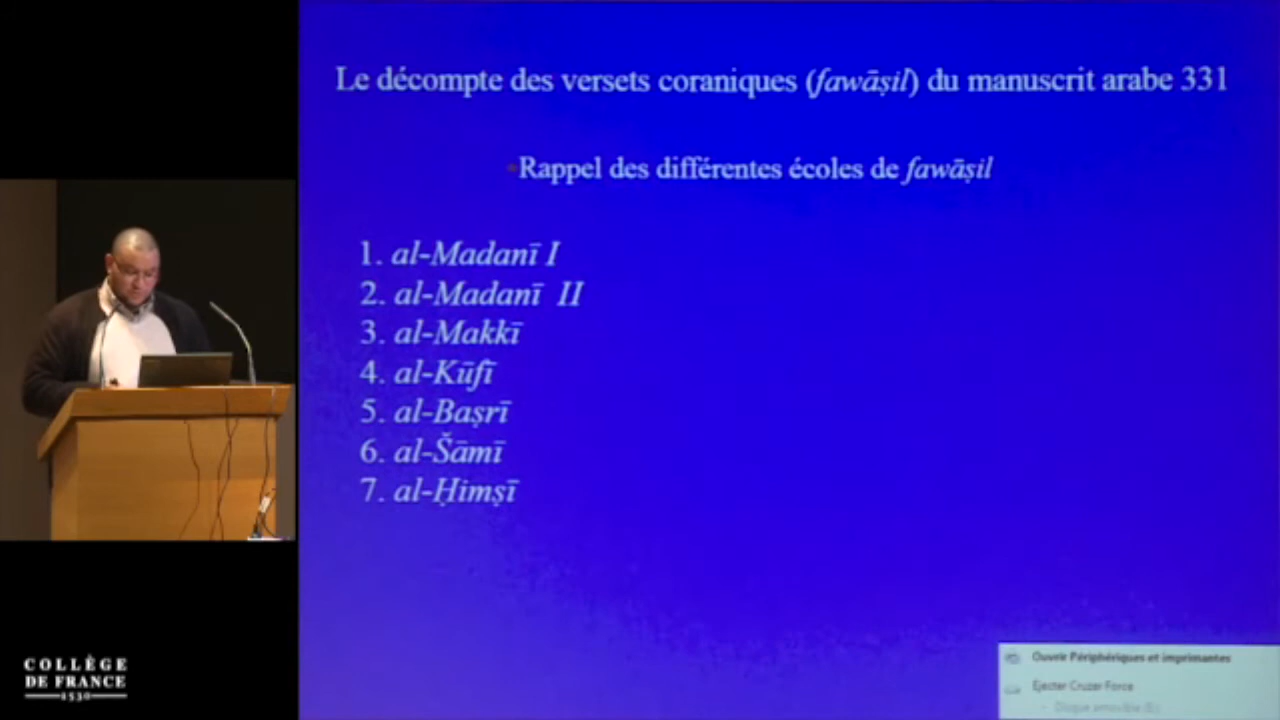 Le décompte des versets coraniques (fawāṣil) du manuscrit arabe 331
•Rappel des différentes écoles de fawāṣil
1. al-Madanī I
2. al-Madanī II
3. al-Makkī
4. al-Kūfī
5. al-Baṣrī
6. al-Šāmī
7. al-Ḥimṣī
Ouvrir Périphériques et imprimantes
Éjecter Cruzer Force
- Disque amovible (E:)
COLLÈGE
DE FRANCE
1530